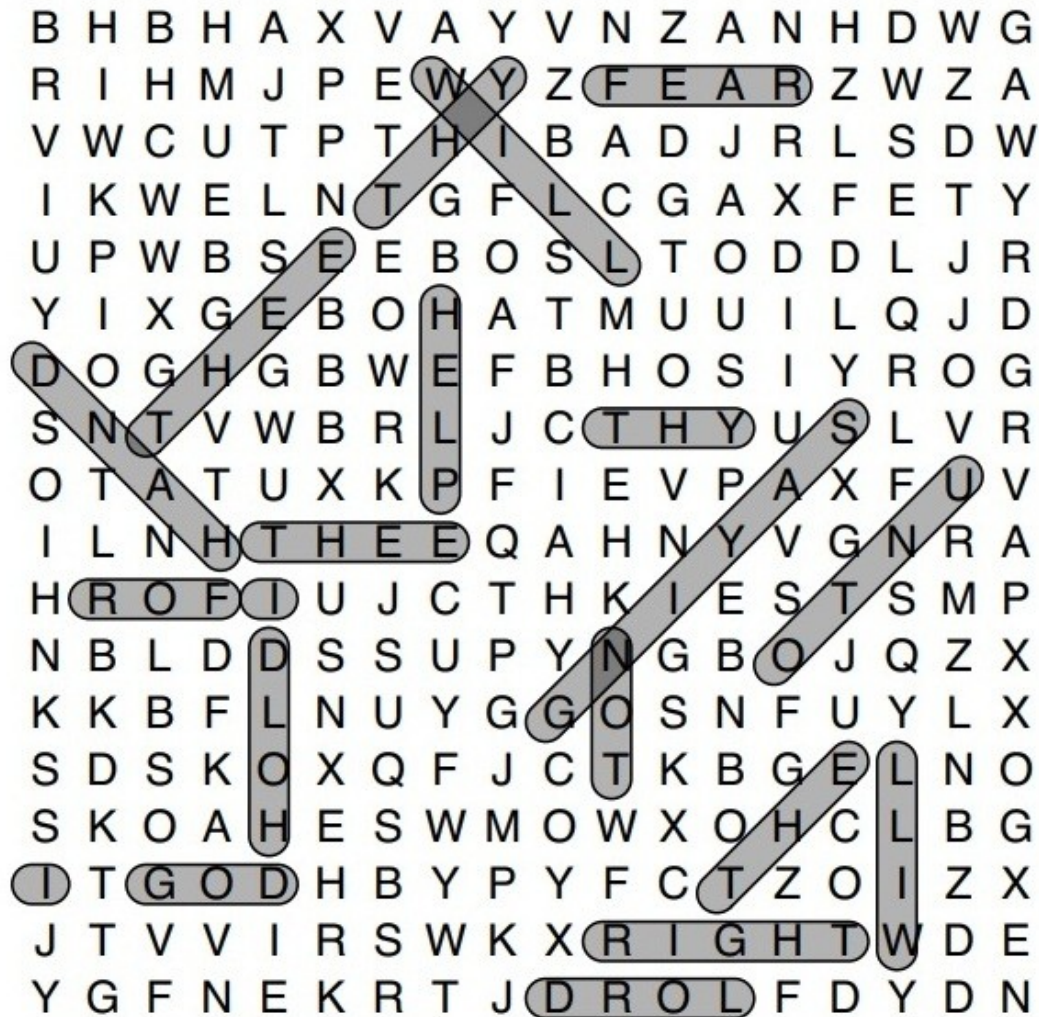 B H B H A X V A Y V N Z A N H D W G
R I H M J P E W Y Z F E A R Z W Z A
V W C U T P T H I B A D J R L S D W
I K W E L N T G F L C G A X F E T Y
U P W B S E E B O S L T O D D L J R
Y I X G E B O H A T M U U I L Q J D
D O G H G B W E F B H O S I Y R O G
S N T V W B R L J C T H Y U S L V R
O T A T U X K P F I E V P A X F U V
I L N H T H E E Q A H N Y V G N R A
H R O F I U J C T H K I E S T S M P
N B L D D S S U P Y N G B O J Q Z X
K K B F L N U Y G G O S N F U Y L X
S D S K O X Q F J C T K B G E L N O
S K O A H E S W M O W X O H C L B G
I T G O D H B Y P Y F C T Z O I Z X
J T V V I R S W K X R I G H T W D E
Y G F N E K R T J D R O L F D Y D N